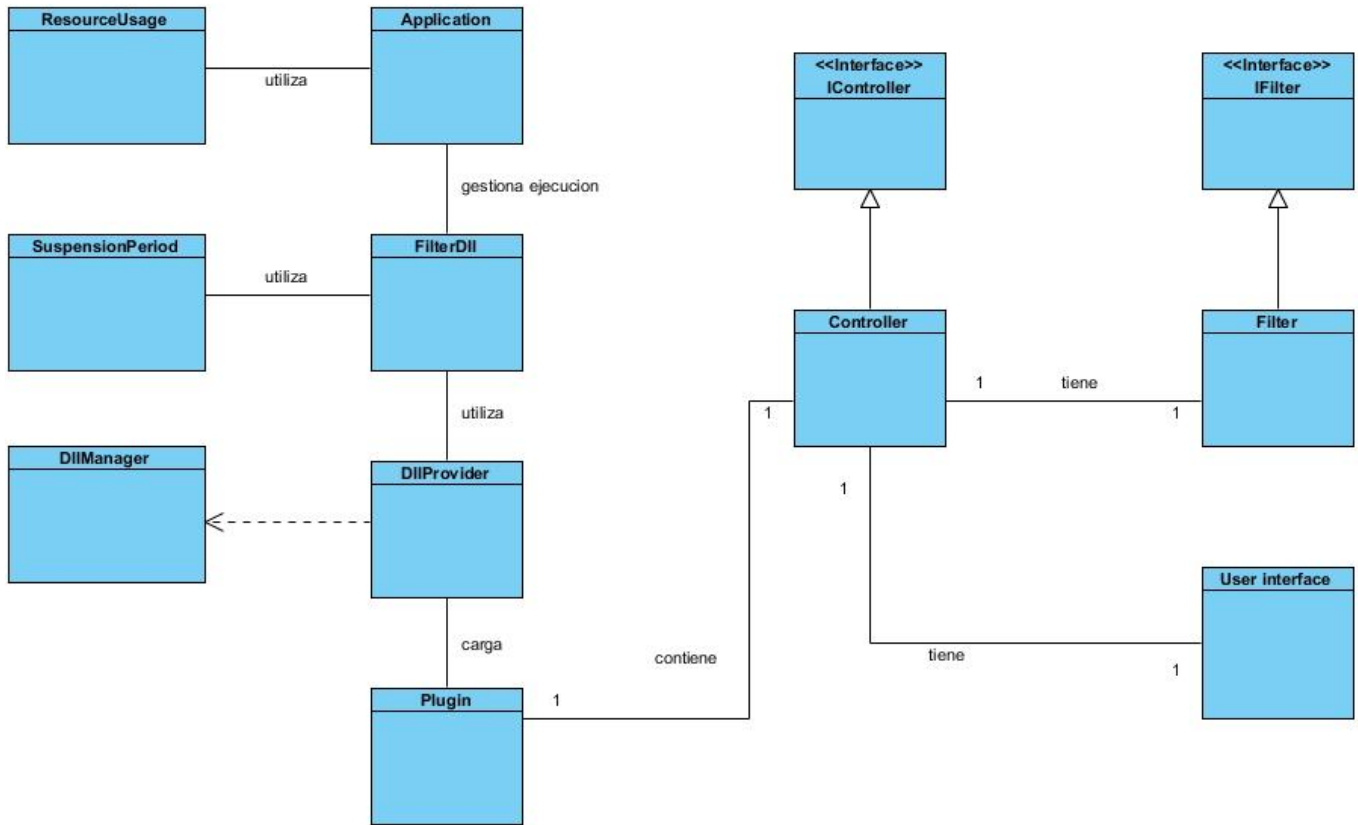 ResourceUsage
Application
utiliza
<<Interface>>
IController
<<Interface>>
IFilter
gestiona ejecucion
SuspensionPeriod
FilterDll
utiliza
Controller
Filter
1
tiene
1
1
utiliza
DllManager
DllProvider
1
User interface
carga
contiene
tiene
1
Plugin
1